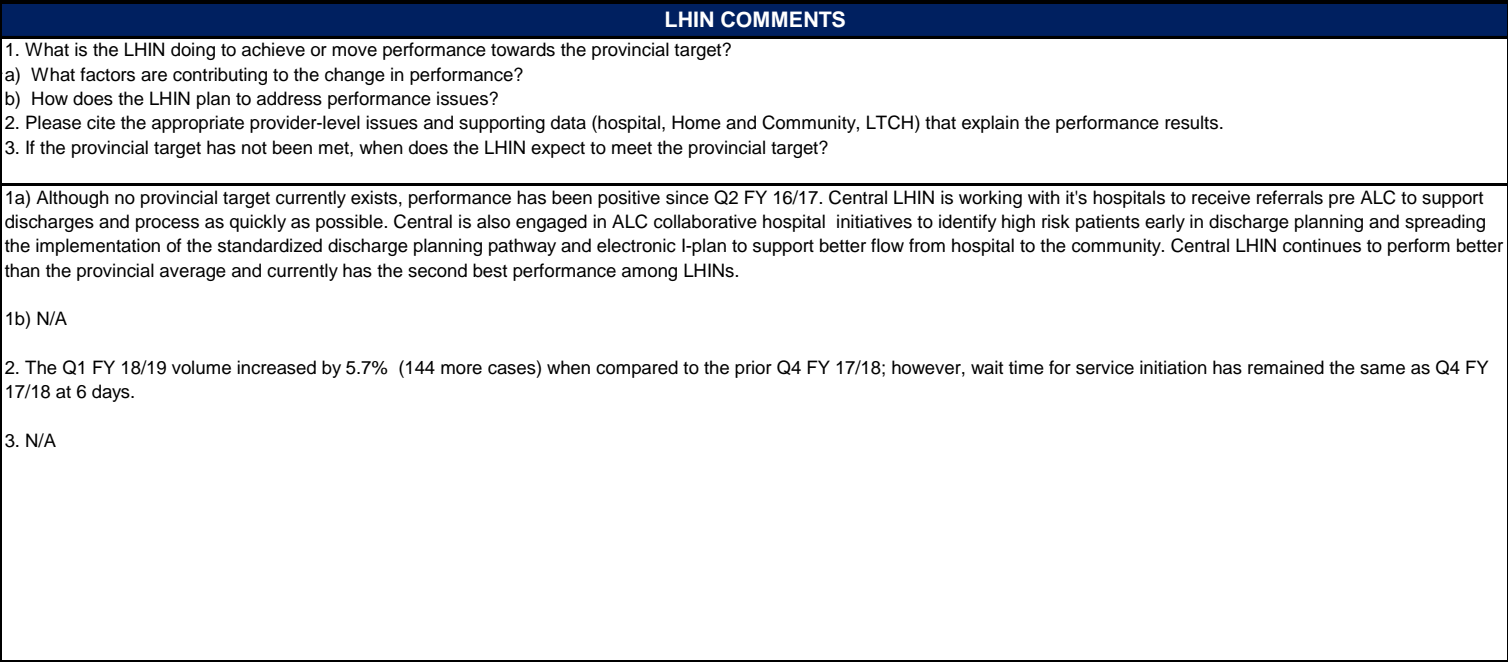 LHIN COMMENTS
1. What is the LHIN doing to achieve or move performance towards the provincial target?
a)  What factors are contributing to the change in performance?
b)  How does the LHIN plan to address performance issues?
2. Please cite the appropriate provider-level issues and supporting data (hospital, Home and Community, LTCH) that explain the performance results.
3. If the provincial target has not been met, when does the LHIN expect to meet the provincial target?
1a) Although no provincial target currently exists, performance has been positive since Q2 FY 16/17. Central LHIN is working with it's hospitals to receive referrals pre ALC to support
discharges and process as quickly as possible. Central is also engaged in ALC collaborative hospital  initiatives to identify high risk patients early in discharge planning and spreading
the implementation of the standardized discharge planning pathway and electronic I-plan to support better flow from hospital to the community. Central LHIN continues to perform better
than the provincial average and currently has the second best performance among LHINs.
1b) N/A
2. The Q1 FY 18/19 volume increased by 5.7%  (144 more cases) when compared to the prior Q4 FY 17/18; however, wait time for service initiation has remained the same as Q4 FY
17/18 at 6 days.
3. N/A